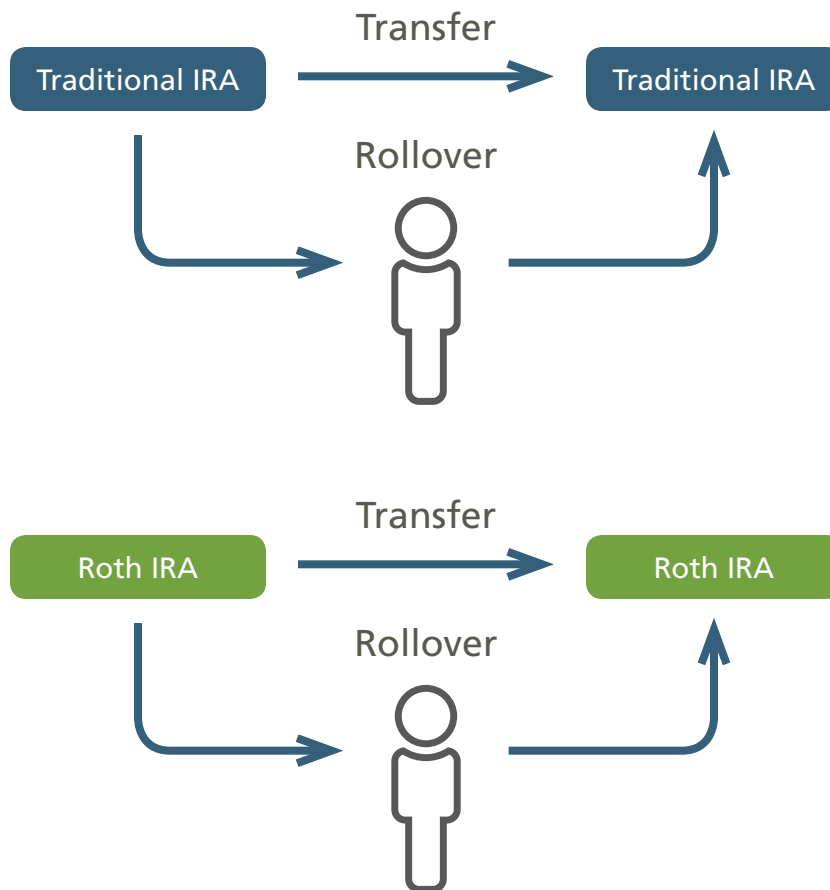 Transfer
Traditional IRA
Traditional IRA
Rollover
Transfer
Roth IRA
Roth IRA
Rollover